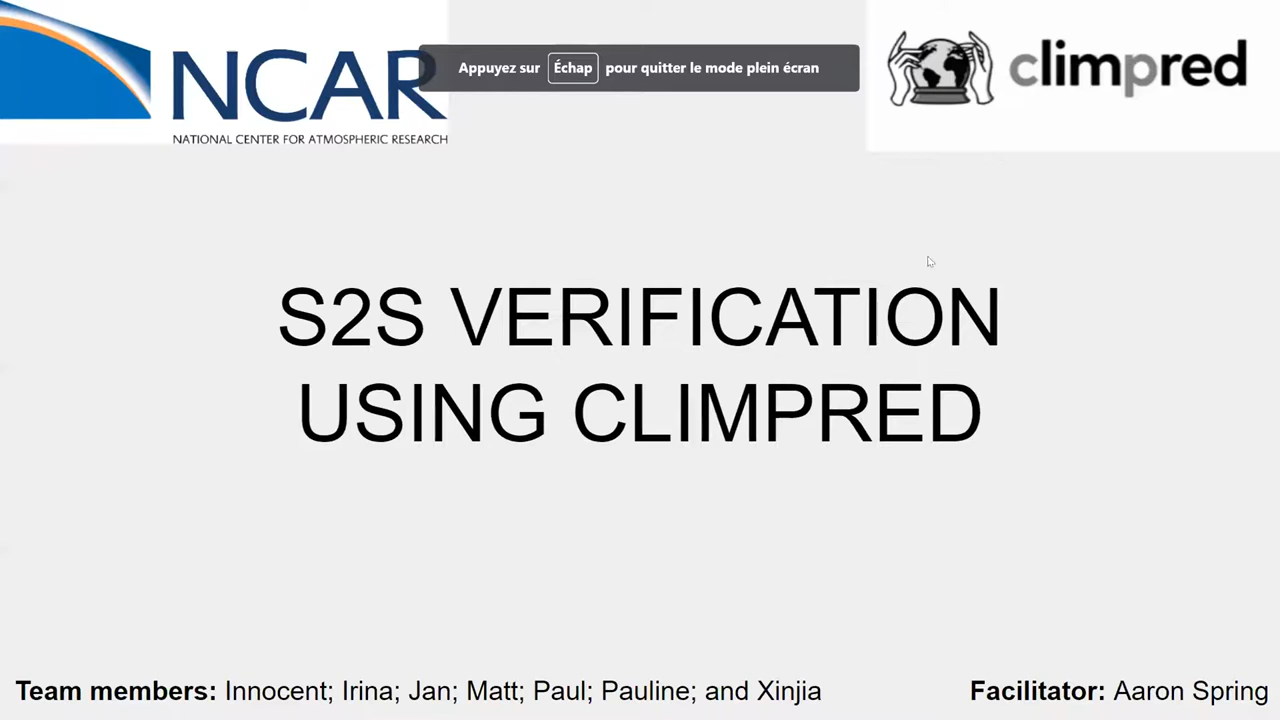 NCAR
NATIONAL CENTER FOR ATMOSPHERIC RESEARCH
Appuyez sur Échap pour quitter le mode plein écran
climpred
S2S VERIFICATION
USING CLIMPRED
Team members: Innocent; Irina; Jan; Matt; Paul; Pauline; and Xinjia
Facilitator: Aaron Spring